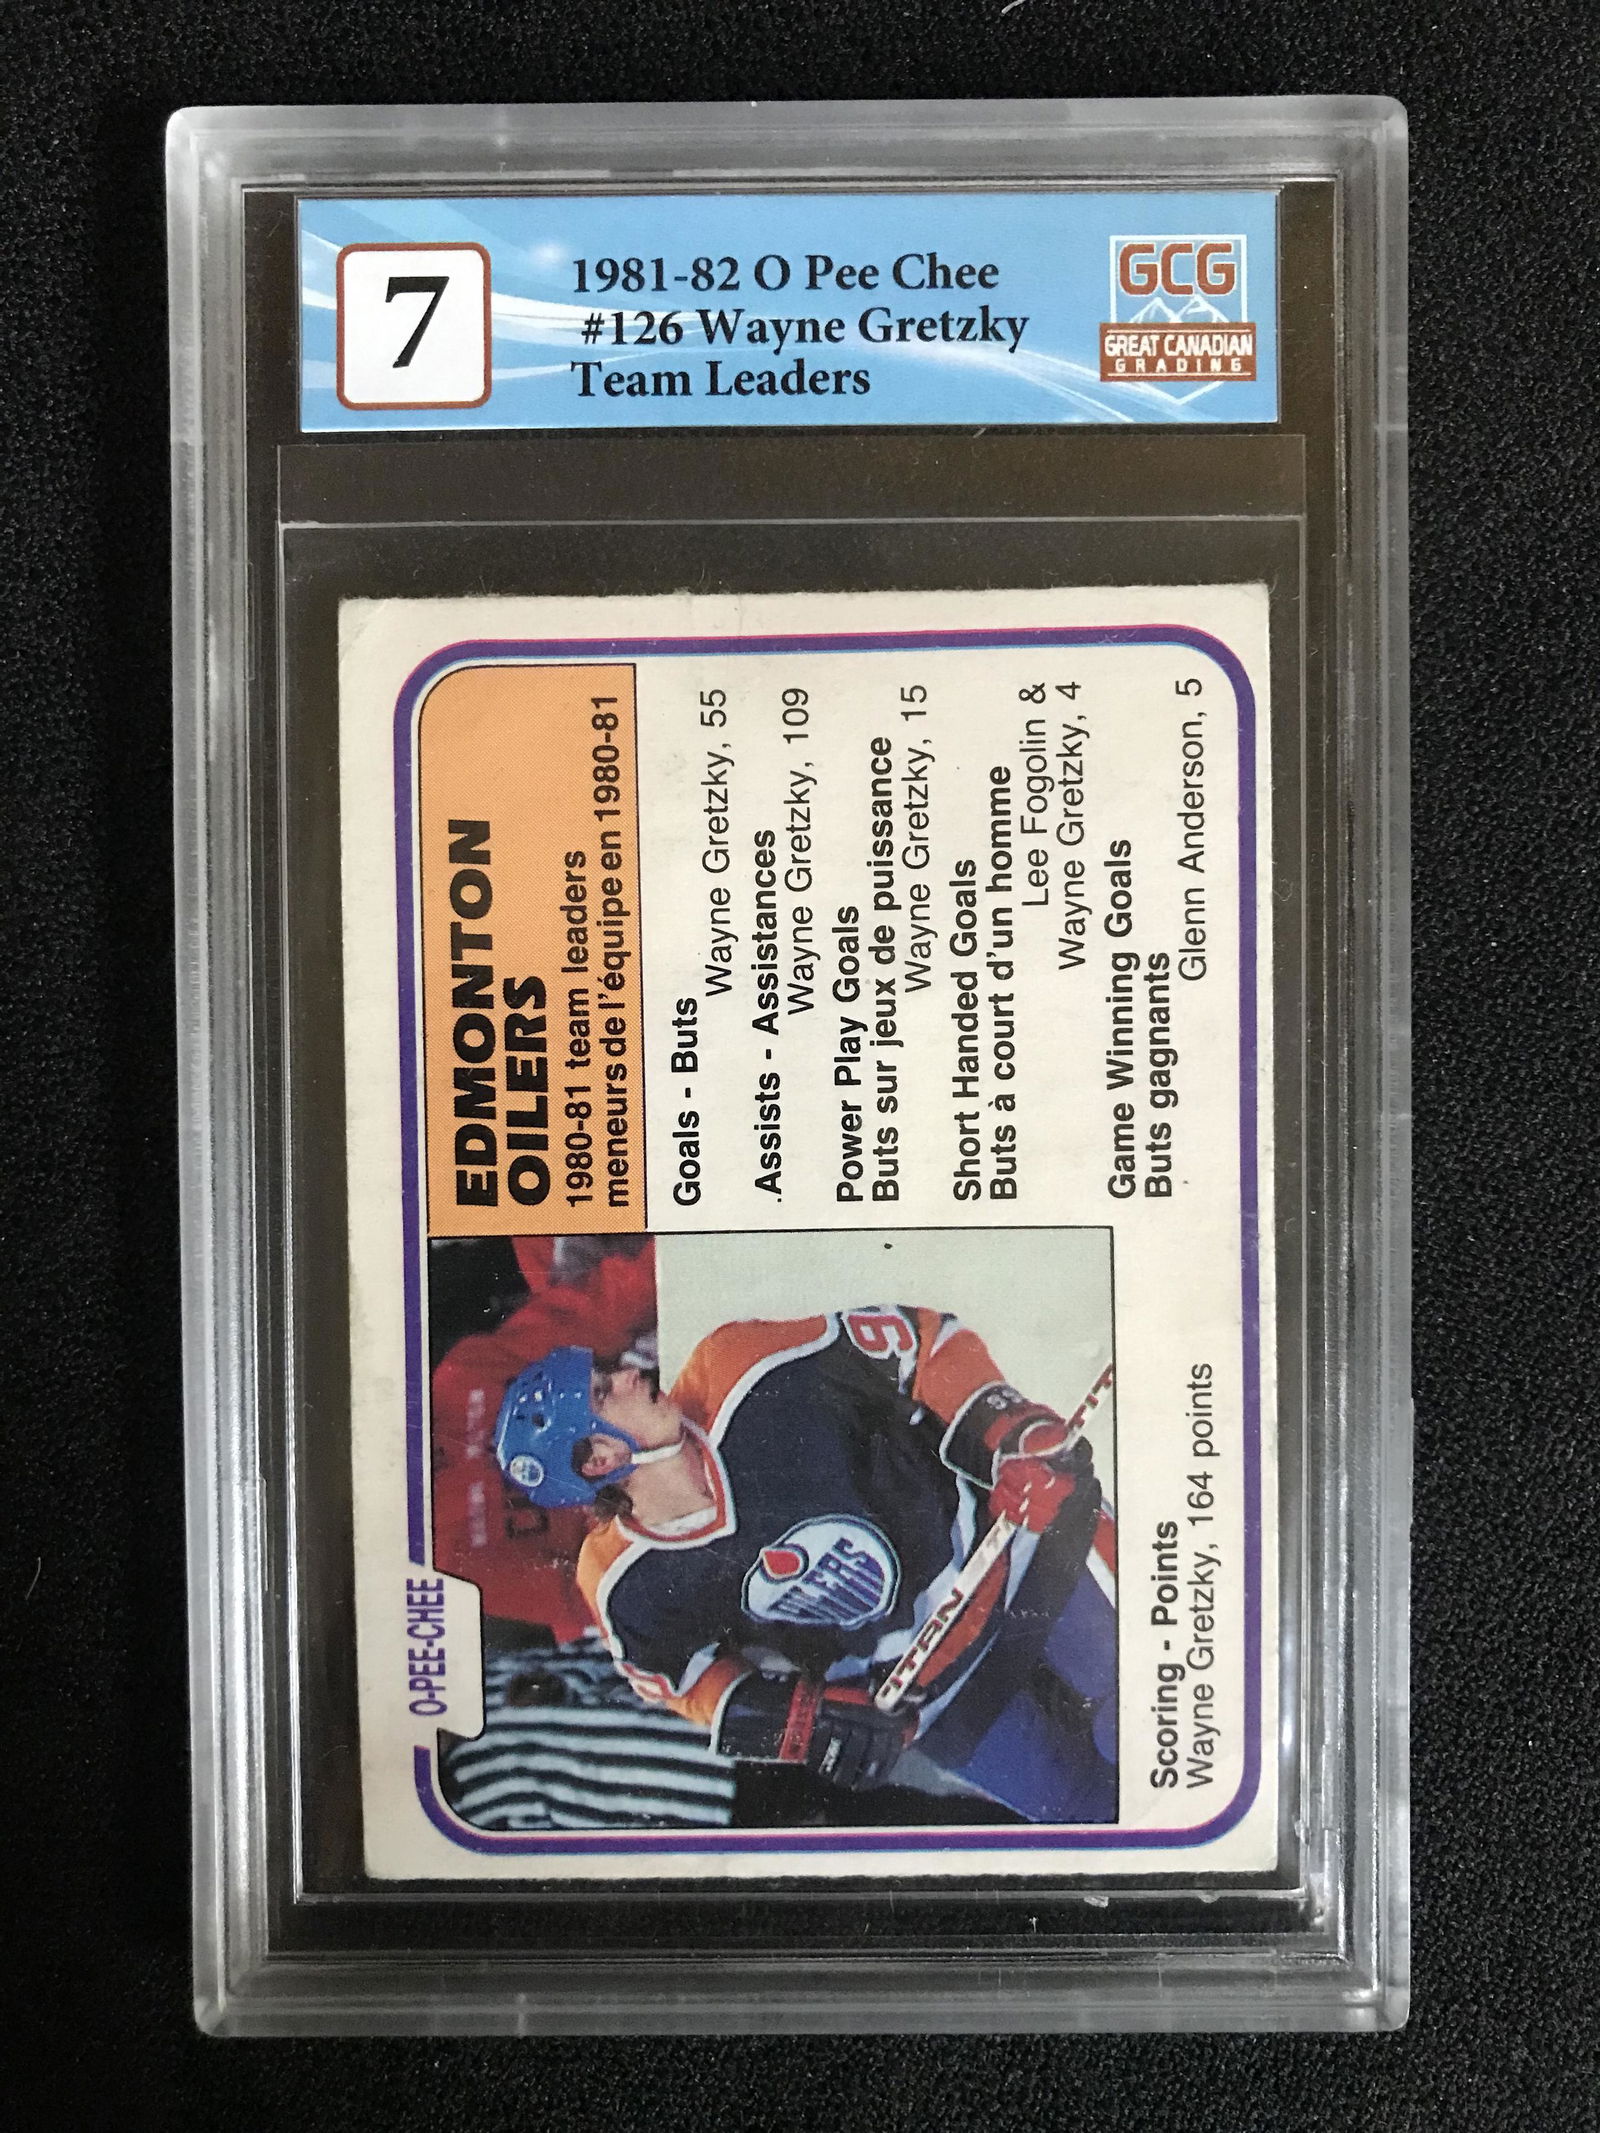 7
1981-82 O Pee Chee
#126 Wayne Gretzky
Team Leaders
GCG
GREAT CANADIAN
GRADING
O-PEE-CHEE
EDMONTON
OILERS
1980-81 team leaders
meneurs de l'équipe en 1980-81
Goals - Buts
Wayne Gretzky, 55
Assists - Assistances
Wayne Gretzky, 109
Power Play Goals
Buts sur jeux de puissance
Wayne Gretzky, 15
Short Handed Goals
Buts à court d'un homme
Lee Fogolin &
Wayne Gretzky, 4
Game Winning Goals
Buts gagnants
Glenn Anderson, 5
Scoring - Points
Wayne Gretzky, 164 points
OILERS
9
99
TITAN
TIT